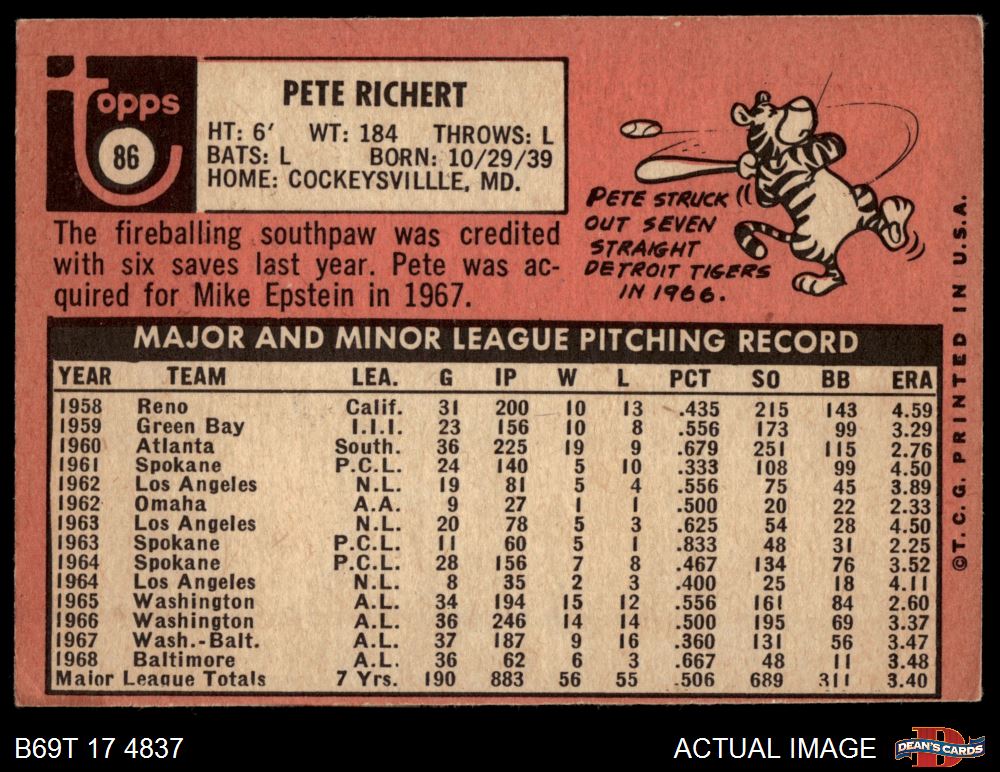 topps
86
PETE RICHERT
HT: 6' WT: 184 THROWS: L
BATS: L BORN: 10/29/39
HOME: COCKEYSVILLLE, MD.
The fireballing southpaw was credited
with six saves last year. Pete was ac-
quired for Mike Epstein in 1967.
PETE STRUCK
OUT SEVEN
STRAIGHT
DETROIT TIGERS
IN 1966.
MAJOR AND MINOR LEAGUE PITCHING RECORD
YEAR TEAM LEA. G IP W L PCT SO BB ERA
1958 Reno Calif. 31 200 10 13 .435 215 143 4.59
1959 Green Bay I.I.I. 23 156 10 8 .556 173 99 3.29
1960 Atlanta South. 36 225 19 9 .679 251 115 2.76
1961 Spokane P.C.L. 24 140 5 10 .333 108 99 4.50
1962 Los Angeles N.L. 19 81 5 4 .556 75 45 3.89
1962 Omaha A.A. 9 27 1 1 .500 20 22 2.33
1963 Los Angeles N.L. 20 78 5 3 .625 54 28 4.50
1963 Spokane P.C.L. 11 60 5 1 .833 48 31 2.25
1964 Spokane P.C.L. 28 156 7 8 .467 134 76 3.52
1964 Los Angeles N.L. 8 35 2 3 .400 25 18 4.11
1965 Washington A.L. 34 194 15 12 .556 161 84 2.60
1966 Washington A.L. 36 246 14 14 .500 195 69 3.37
1967 Wash.-Balt. A.L. 37 187 9 16 .360 131 56 3.47
1968 Baltimore A.L. 36 62 6 3 .667 48 11 3.48
Major League Totals 7 Yrs. 190 883 56 55 .506 689 311 3.40
©T.C.G. PRINTED IN U.S.A.
B69T 17 4837
ACTUAL IMAGE
DEAN'S CARDS